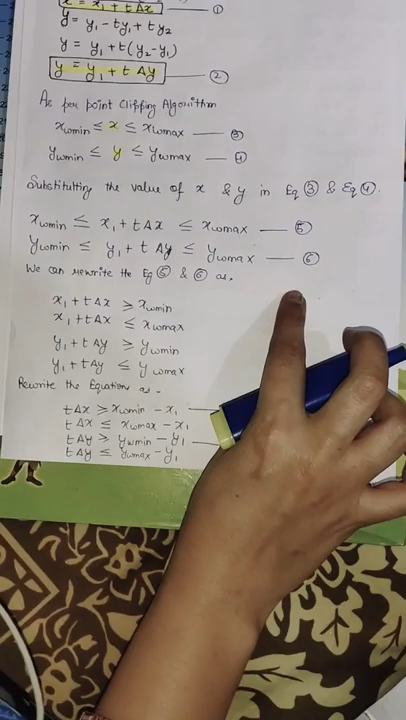 x = x₁ + tΔx —— ①
y = y₁ - ty₁ + ty₂
y = y₁ + t(y₂-y₁)
y = y₁ + tΔy —— ②
As per point Clipping Algorithm
xwmin ≤ x ≤ xwmax —— ③
ywmin ≤ y ≤ ywmax —— ④
Substituting the value of x & y in Eq ③ & Eq ④.
xwmin ≤ x₁ + tΔx ≤ xwmax —— ⑤
ywmin ≤ y₁ + tΔy ≤ ywmax —— ⑥
We can rewrite the Eq ⑤ & ⑥ as.
x₁ + tΔx ≥ xwmin
x₁ + tΔx ≤ xwmax
y₁ + tΔy ≥ ywmin
y₁ + tΔy ≤ ywmax
Rewrite the Equation as.
tΔx ≥ xwmin - x₁ —
tΔx ≤ xwmax - x₁
tΔy ≥ ywmin - y₁ —
tΔy ≤ ywmax - y₁